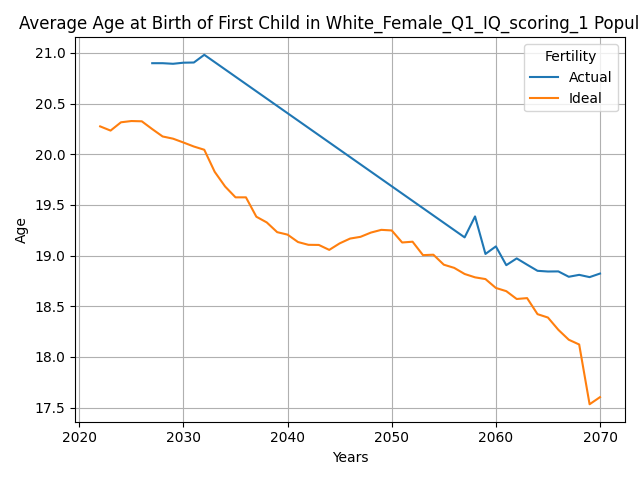 Average Age at Birth of First Child in White_Female_Q1_IQ_scoring_1 Popul
21.0
20.5
20.0
19.5
19.0
18.5
18.0
17.5
Age
Fertility
Actual
Ideal
2020 2030 2040 2050 2060 2070
Years